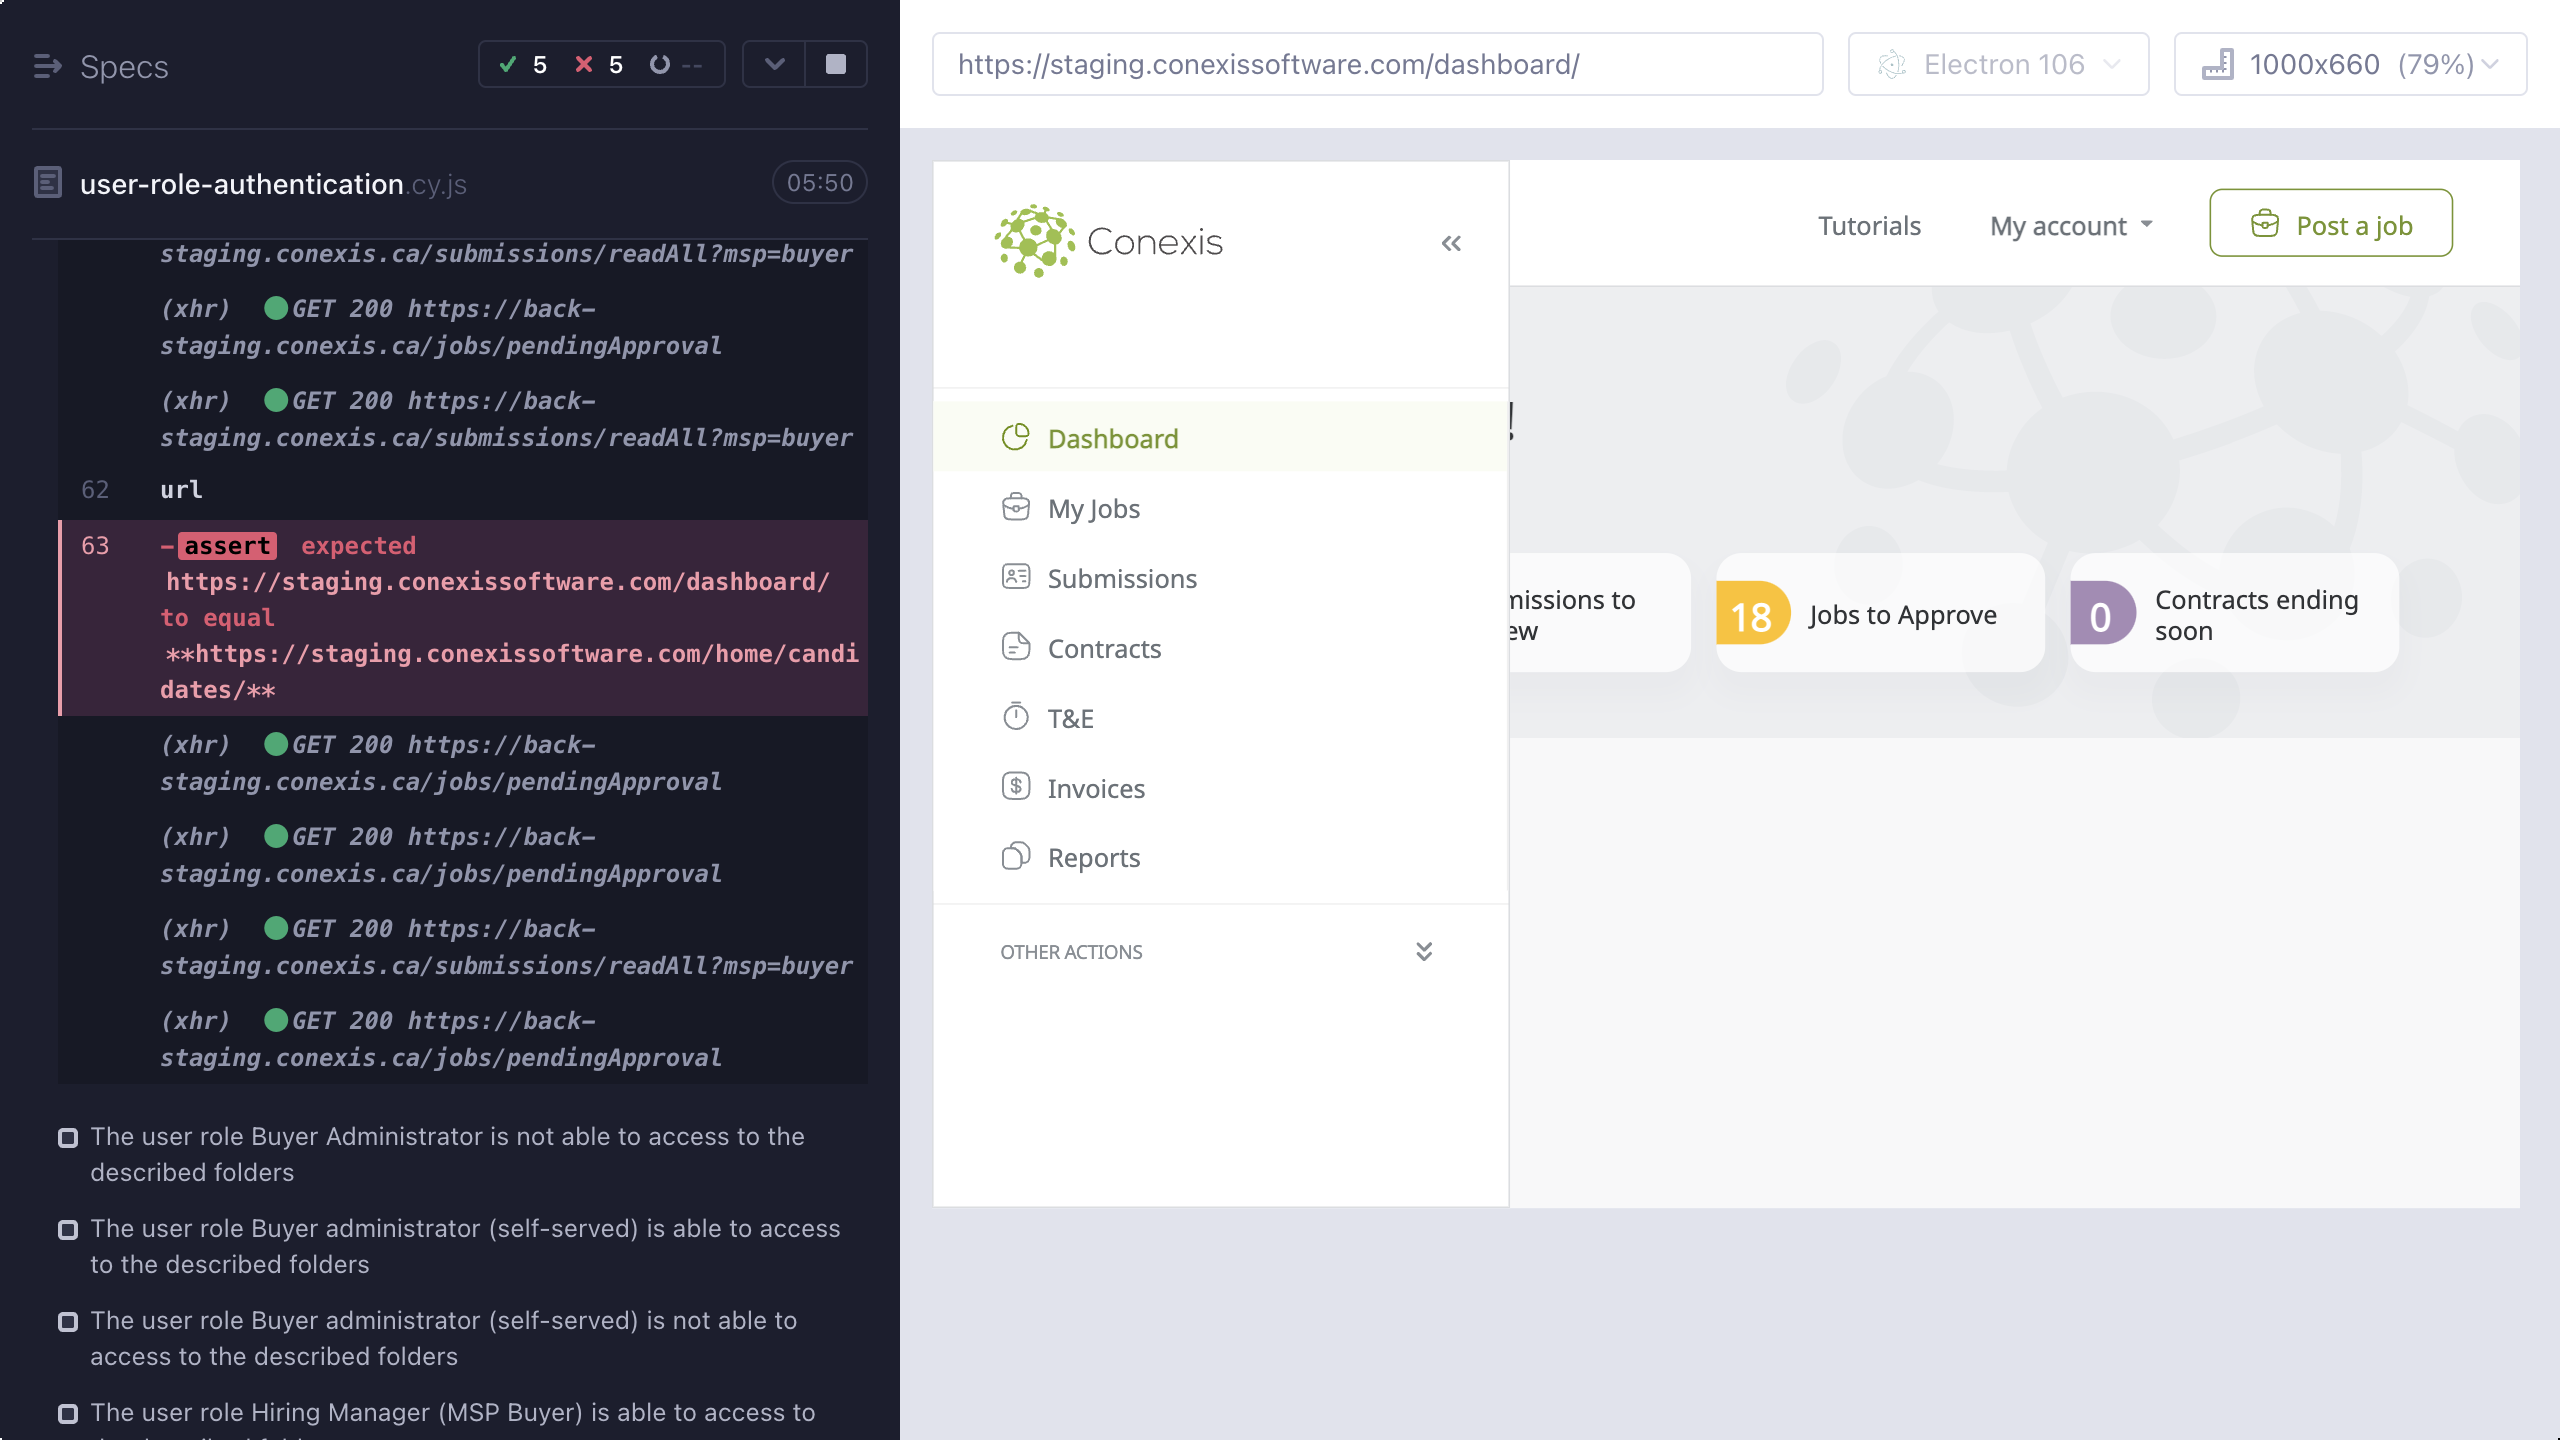 Specs
5
5
--
user-role-authentication.cy.js
05:50
staging.conexis.ca/submissions/readAll?msp=buyer
(xhr) GET 200 https://back-
staging.conexis.ca/jobs/pendingApproval
(xhr) GET 200 https://back-
staging.conexis.ca/submissions/readAll?msp=buyer
62 url
63 -assert expected
https://staging.conexissoftware.com/dashboard/
to equal
**https://staging.conexissoftware.com/home/candi
dates/**
(xhr) GET 200 https://back-
staging.conexis.ca/jobs/pendingApproval
(xhr) GET 200 https://back-
staging.conexis.ca/jobs/pendingApproval
(xhr) GET 200 https://back-
staging.conexis.ca/submissions/readAll?msp=buyer
(xhr) GET 200 https://back-
staging.conexis.ca/jobs/pendingApproval
The user role Buyer Administrator is not able to access to the
described folders
The user role Buyer administrator (self-served) is able to access
to the described folders
The user role Buyer administrator (self-served) is not able to
access to the described folders
The user role Hiring Manager (MSP Buyer) is able to access to
https://staging.conexissoftware.com/dashboard/
Electron 106
1000x660 (79%)
Conexis
Tutorials
My account
Post a job
Dashboard
My Jobs
Submissions
Contracts
T&E
Invoices
Reports
OTHER ACTIONS
!
missions to
ew
18
Jobs to Approve
0
Contracts ending
soon